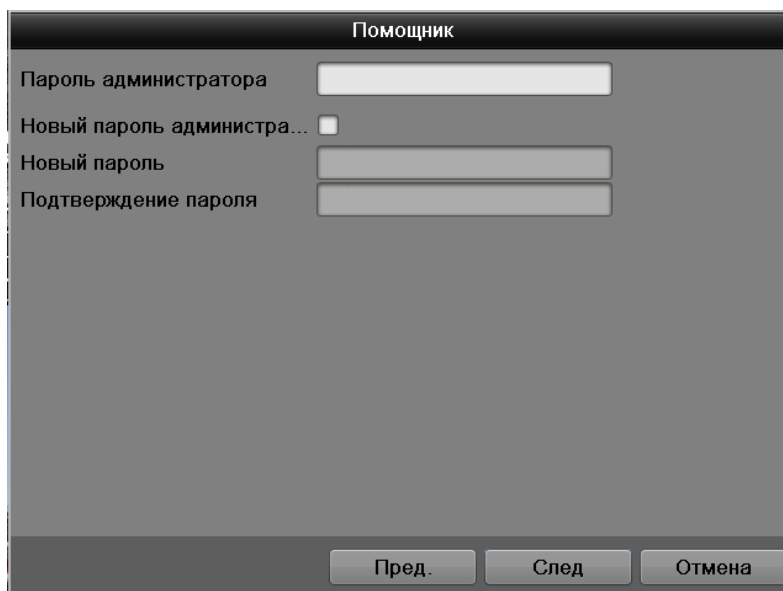 Помощник
Пароль администратора
Новый пароль администра...
Новый пароль
Подтверждение пароля
Пред. След Отмена